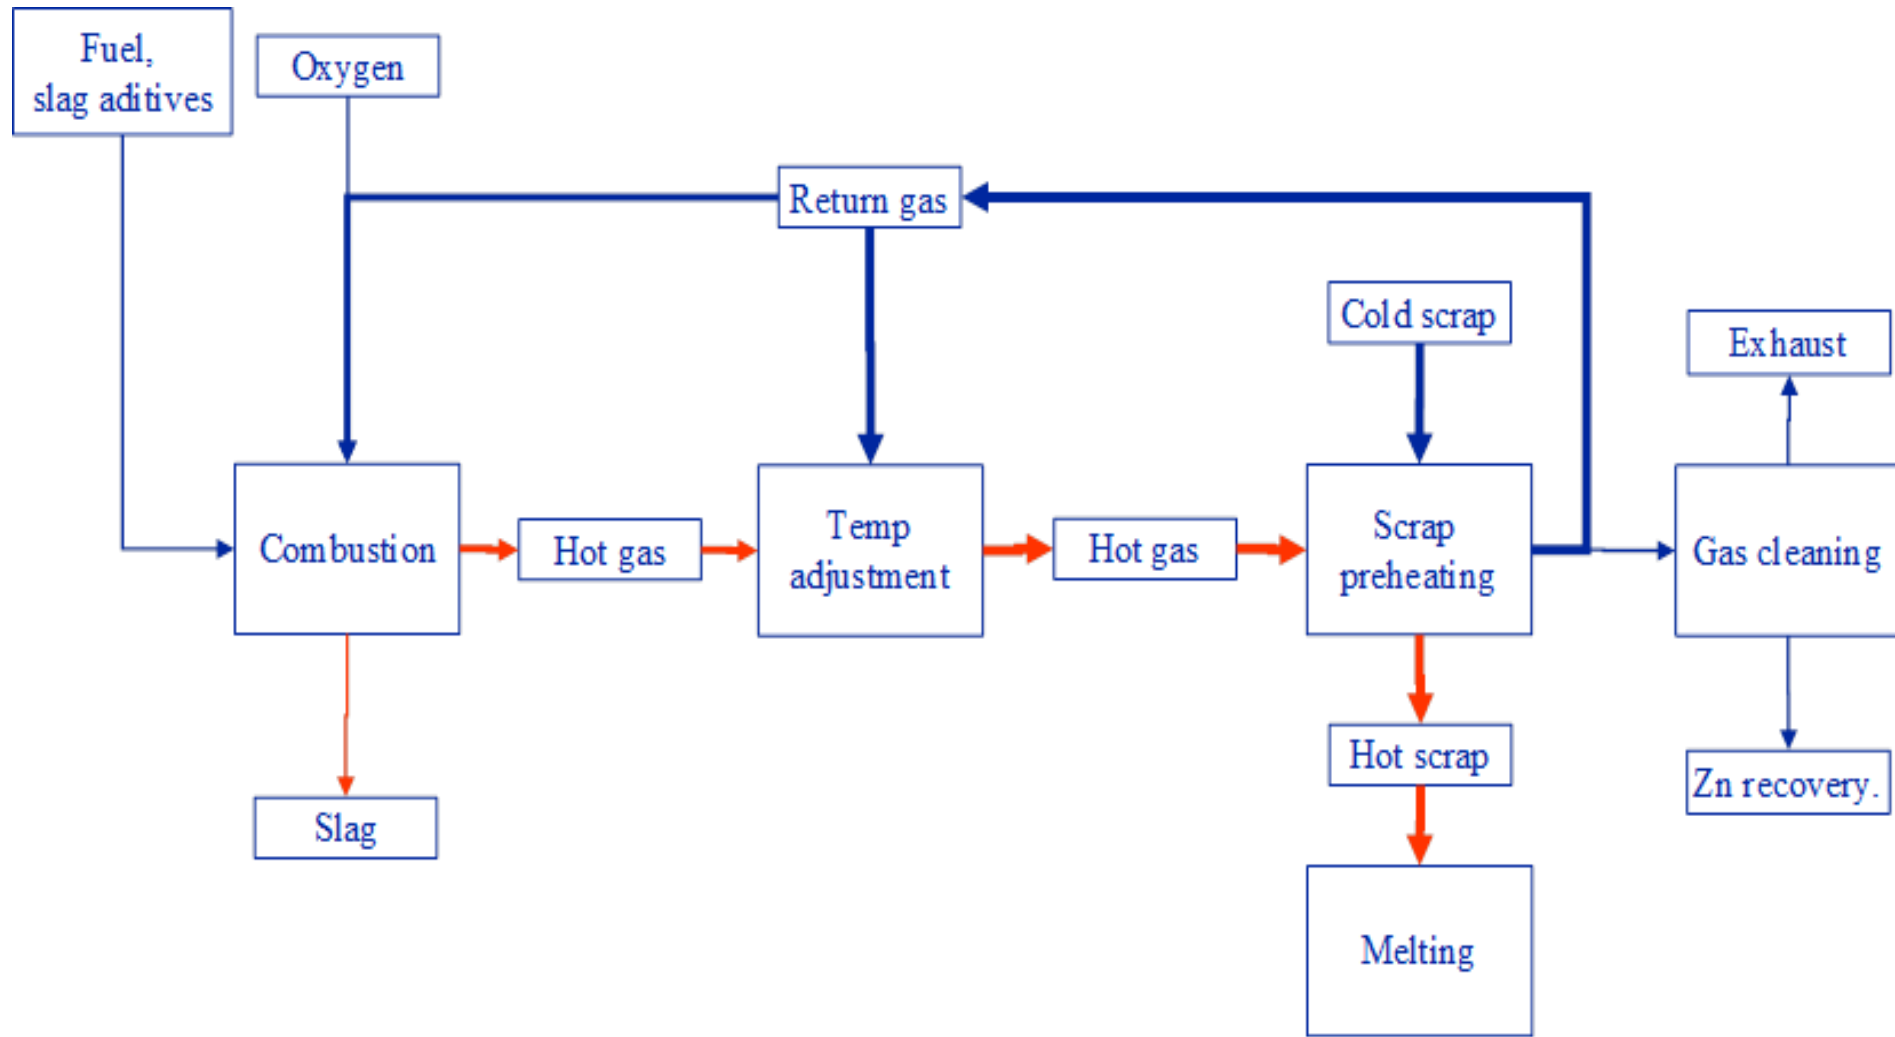 Fuel,
slag aditives
Oxygen
Return gas
Cold scrap
Exhaust
Combustion
Hot gas
Temp
adjustment
Hot gas
Scrap
preheating
Gas cleaning
Hot scrap
Zn recovery.
Slag
Melting